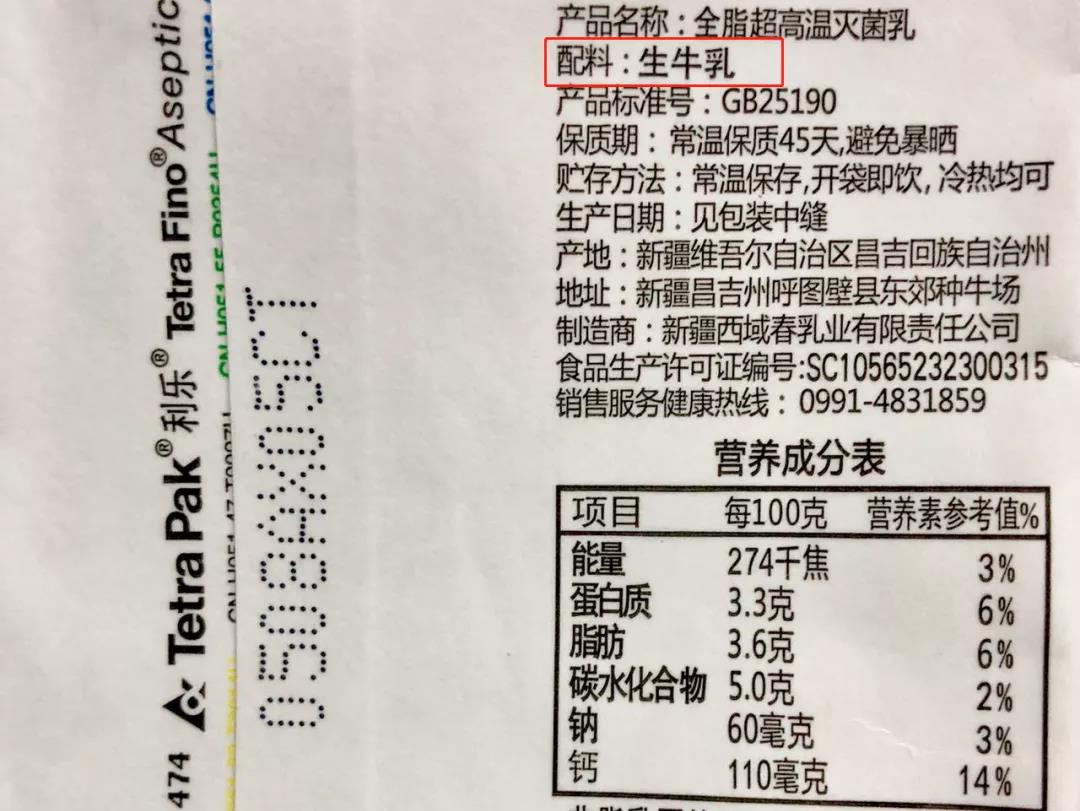 产品名称：全脂超高温灭菌乳
配料：生牛乳
产品标准号：GB25190
保质期：常温保质45天,避免暴晒
贮存方法：常温保存,开袋即饮, 冷热均可
生产日期：见包装中缝
产地：新疆维吾尔自治区昌吉回族自治州
地址：新疆昌吉州呼图壁县东郊种牛场
制造商：新疆西域春乳业有限责任公司
食品生产许可证编号:SC10565232300315
销售服务健康热线：0991-4831859
营养成分表
项目 每100克 营养素参考值%
能量 274千焦 3%
蛋白质 3.3克 6%
脂肪 3.6克 6%
碳水化合物 5.0克 2%
钠 60毫克 3%
钙 110毫克 14%
474 Tetra Pak® 利乐® Tetra Fino® Aseptic
0508AX05CT